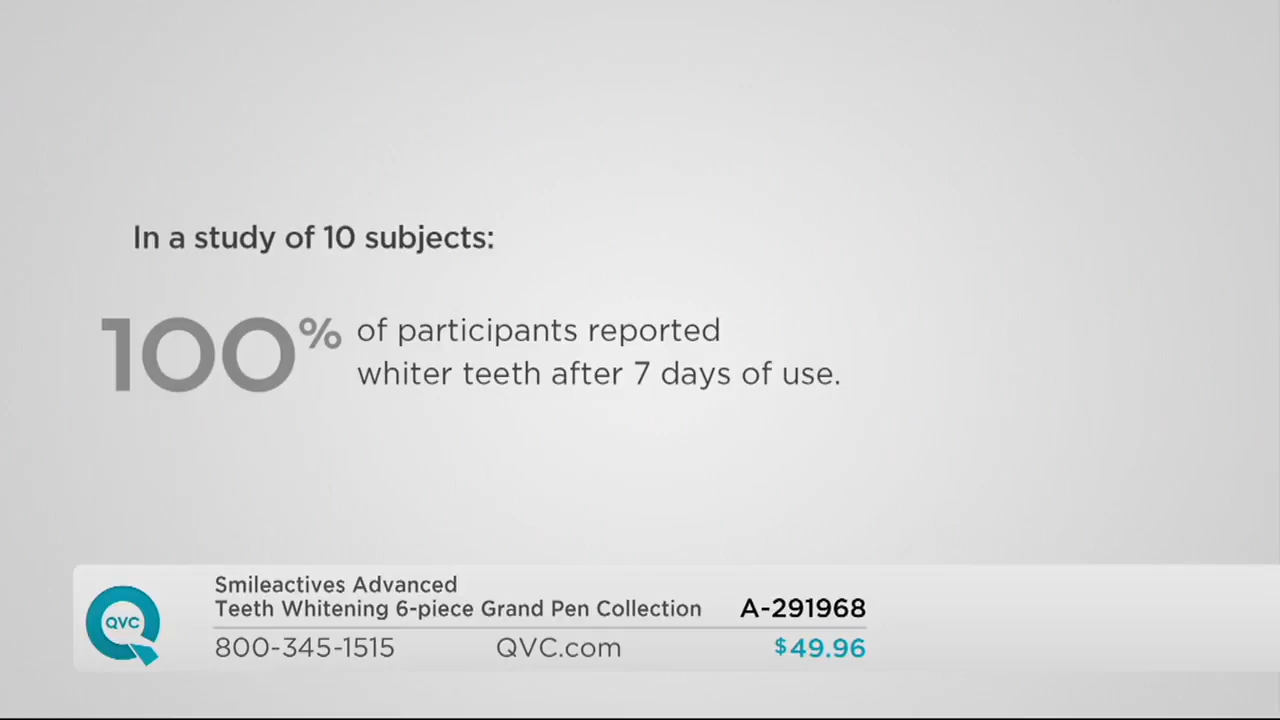 In a study of 10 subjects:
100% of participants reported
whiter teeth after 7 days of use.
Smileactives Advanced
Teeth Whitening 6-piece Grand Pen Collection A-291968
QVC
800-345-1515 QVC.com $49.96